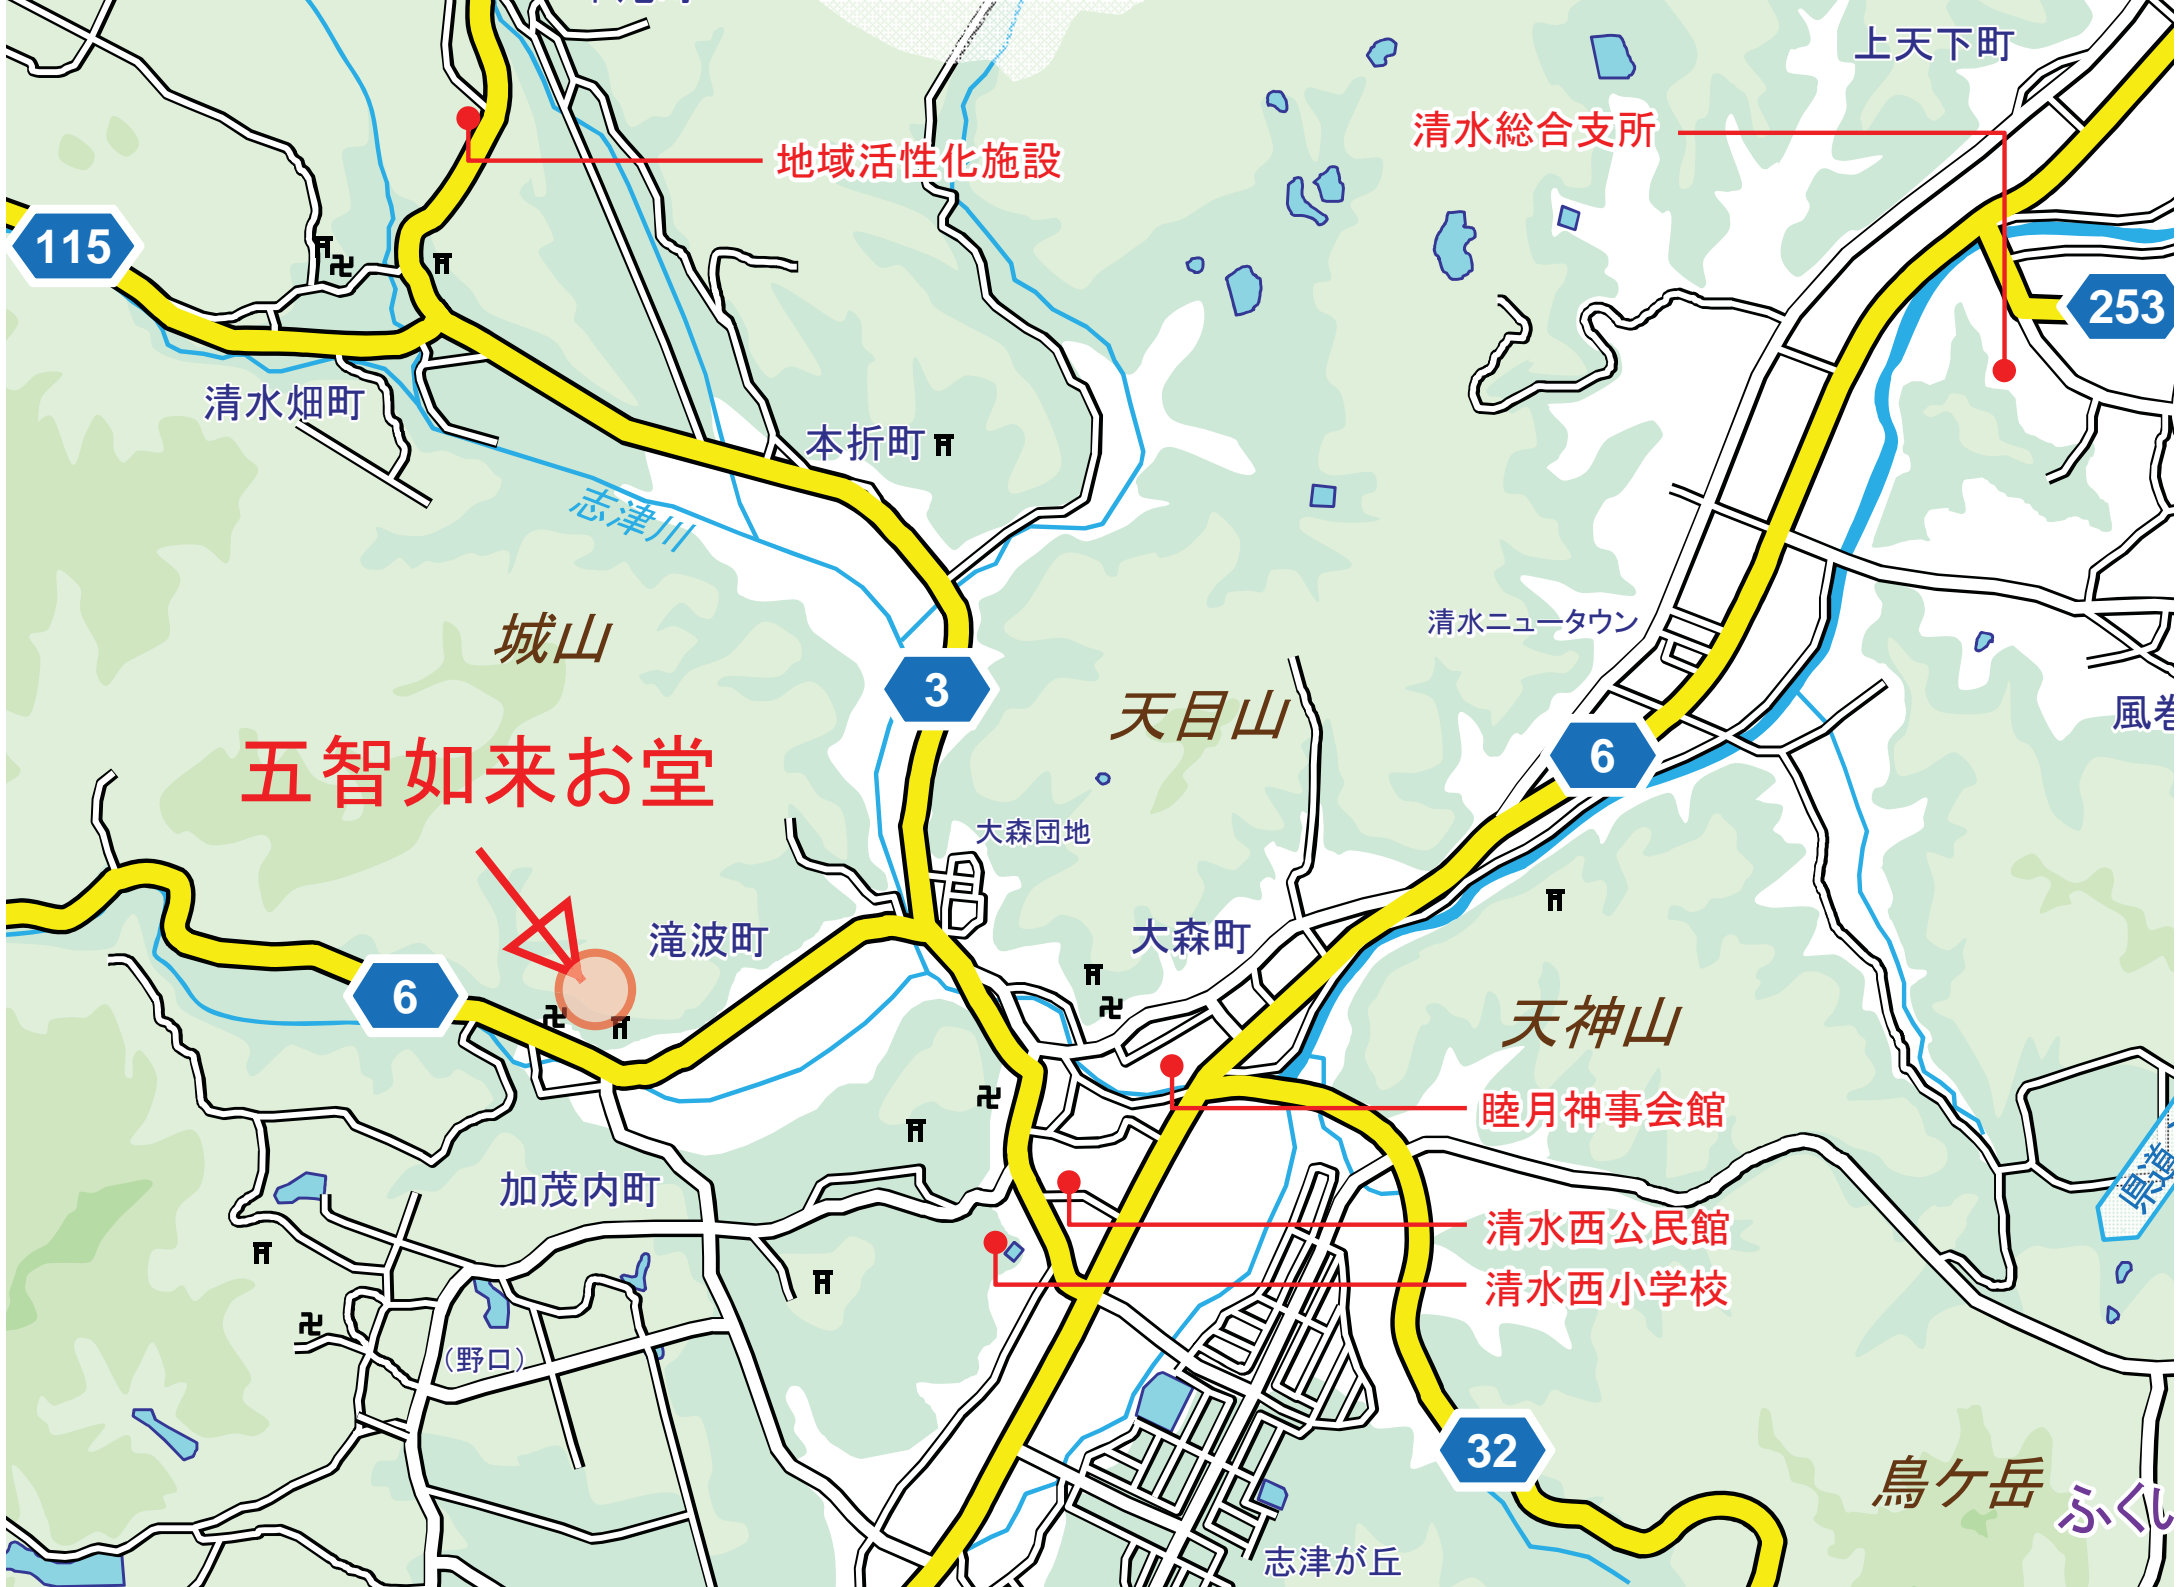 上天下町
清水総合支所
地域活性化施設
115
253
清水畑町
本折町
志津川
城山
清水ニュータウン
3
天目山
風巻
6
五智如来お堂
大森団地
滝波町
大森町
6
天神山
睦月神事会館
県道
加茂内町
清水西公民館
清水西小学校
(野口)
32
鳥ケ岳
ふくい
志津が丘